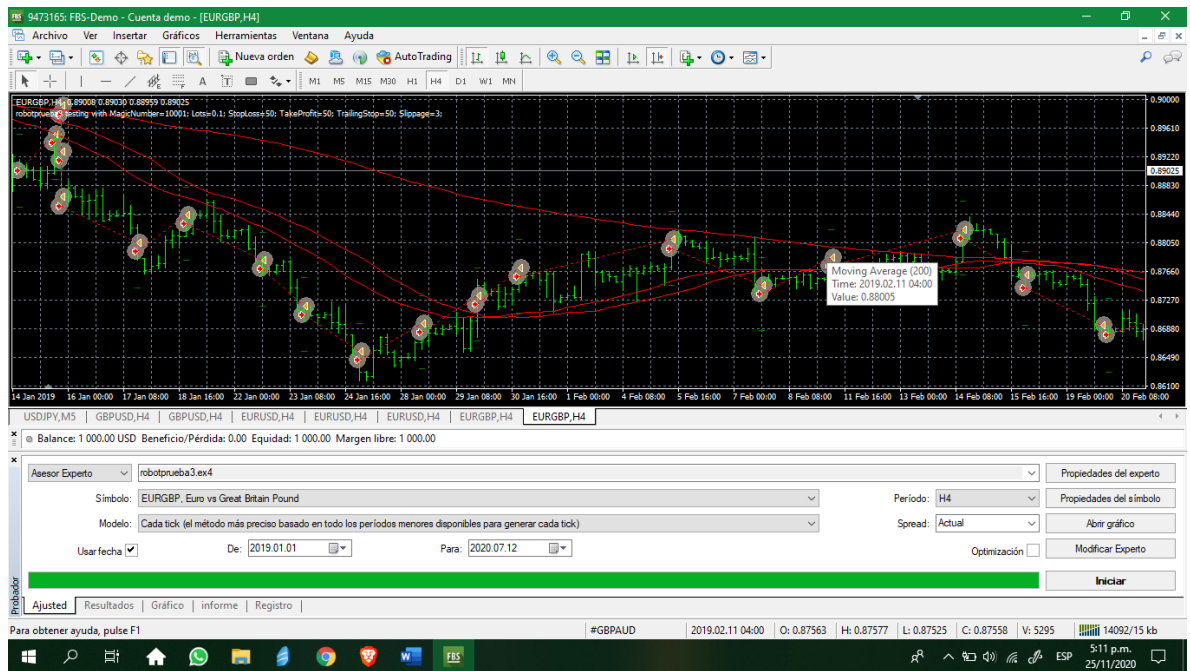 FBS 9473165: FBS-Demo - Cuenta demo - [EURGBP,H4]
Archivo Ver Insertar Gráficos Herramientas Ventana Ayuda
Nueva orden AutoTrading
A T M1 M5 M15 M30 H1 H4 D1 W1 MN
EURGBP,H4 0.89008 0.89030 0.88959 0.89025
robotprueba3 testing with MagicNumber=10001; Lots=0.1; StopLoss=50; TakeProfit=50; TrailingStop=50; Slippage=3;
0.90000
0.89610
0.89220
0.89025
0.88830
0.88440
0.88050
0.87660
0.87270
0.86880
0.86490
0.86100
Moving Average (200)
Time: 2019.02.11 04:00
Value: 0.88005
14 Jan 2019 16 Jan 00:00 17 Jan 08:00 18 Jan 16:00 22 Jan 00:00 23 Jan 08:00 24 Jan 16:00 28 Jan 00:00 29 Jan 08:00 30 Jan 16:00 1 Feb 00:00 4 Feb 08:00 5 Feb 16:00 7 Feb 00:00 8 Feb 08:00 11 Feb 16:00 13 Feb 00:00 14 Feb 08:00 15 Feb 16:00 19 Feb 00:00 20 Feb 08:00
USDJPY,M5 | GBPUSD,H4 | GBPUSD,H4 | EURUSD,H4 | EURUSD,H4 | EURUSD,H4 | EURGBP,H4 | EURGBP,H4
Balance: 1 000.00 USD Beneficio/Pérdida: 0.00 Equidad: 1 000.00 Margen libre: 1 000.00
Asesor Experto robotprueba3.ex4 Propiedades del experto
Símbolo: EURGBP, Euro vs Great Britain Pound Período: H4 Propiedades del símbolo
Modelo: Cada tick (el método más preciso basado en todo los períodos menores disponibles para generar cada tick) Spread: Actual Abrir gráfico
Usar fecha De: 2019.01.01 Para: 2020.07.12 Optimización Modificar Experto
Iniciar
Probador
Ajusted | Resultados | Gráfico | informe | Registro |
Para obtener ayuda, pulse F1 #GBPAUD 2019.02.11 04:00 O: 0.87563 H: 0.87577 L: 0.87525 C: 0.87558 V: 5295 14092/15 kb
W FBS ESP 5:11 p.m.
25/11/2020